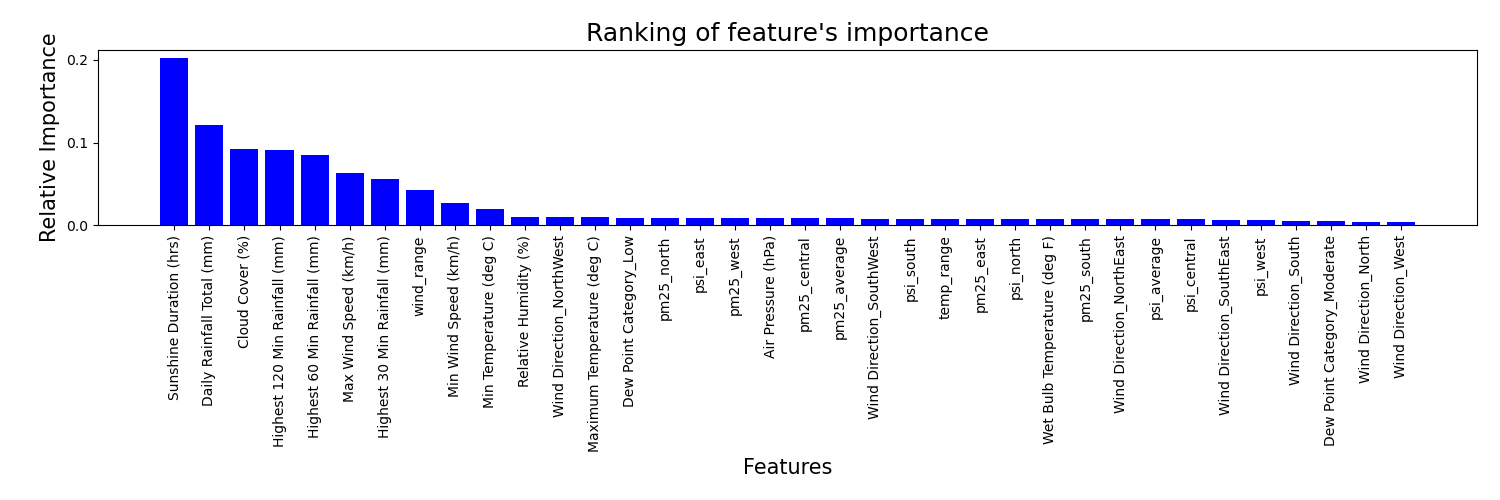 Ranking of feature's importance
Relative Importance
0.2
0.1
0.0
Sunshine Duration (hrs)
Daily Rainfall Total (mm)
Cloud Cover (%)
Highest 120 Min Rainfall (mm)
Highest 60 Min Rainfall (mm)
Max Wind Speed (km/h)
Highest 30 Min Rainfall (mm)
wind_range
Min Wind Speed (km/h)
Min Temperature (deg C)
Relative Humidity (%)
Wind Direction_NorthWest
Maximum Temperature (deg C)
Dew Point Category_Low
pm25_north
psi_east
pm25_west
Air Pressure (hPa)
pm25_central
pm25_average
Wind Direction_SouthWest
psi_south
temp_range
pm25_east
psi_north
Wet Bulb Temperature (deg F)
pm25_south
Wind Direction_NorthEast
psi_average
psi_central
Wind Direction_SouthEast
psi_west
Wind Direction_South
Dew Point Category_Moderate
Wind Direction_North
Wind Direction_West
Features